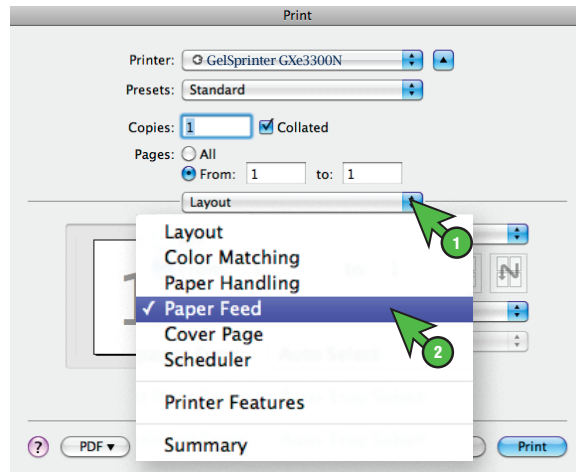 Print
Printer: GelSprinter GXe3300N
Presets: Standard
Copies: 1 Collated
Pages: All
From: 1 to: 1
Layout
1
Layout
Color Matching
Paper Handling
✓ Paper Feed
2
Cover Page
Scheduler
Printer Features
Summary
? PDF ▾ Print